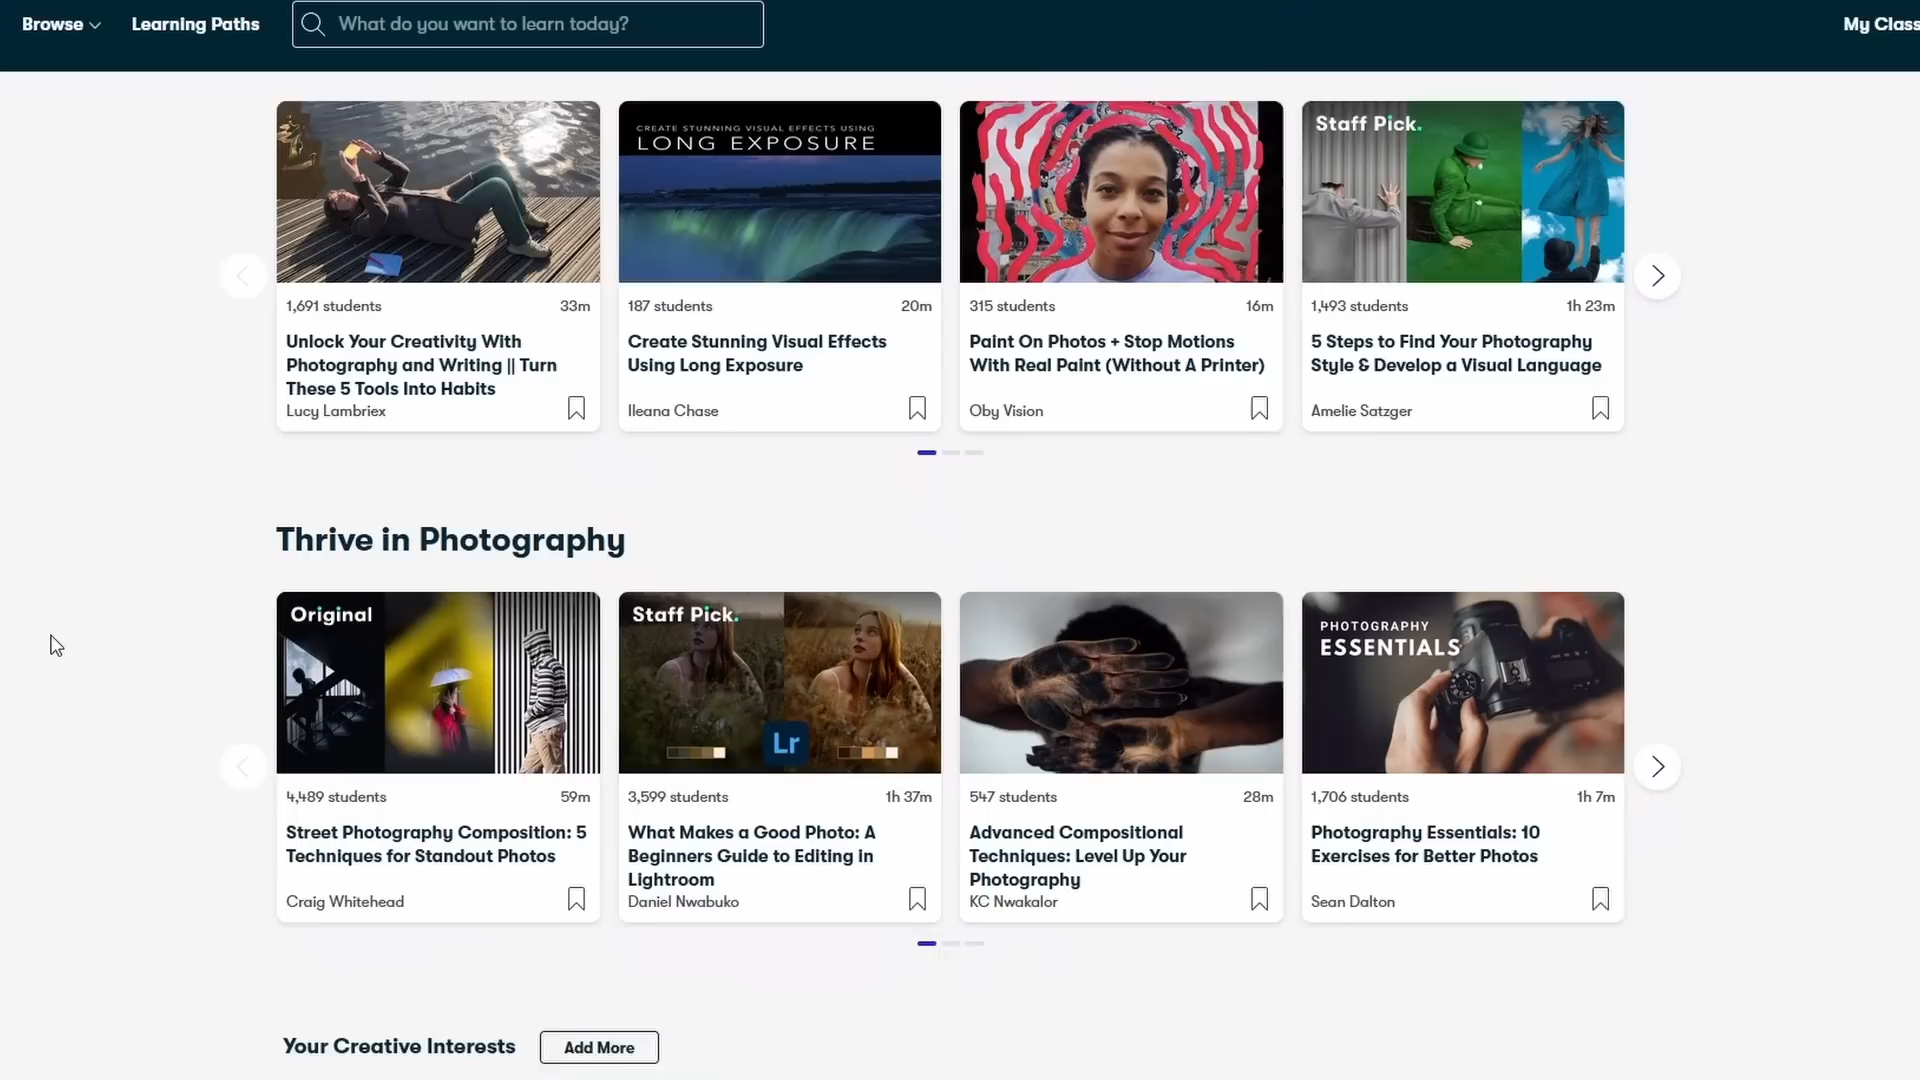 Browse
Learning Paths
What do you want to learn today?
My Class
CREATE STUNNING VISUAL EFFECTS USING
LONG EXPOSURE
Staff Pick.
1,691 students
33m
Unlock Your Creativity With
Photography and Writing || Turn
These 5 Tools Into Habits
Lucy Lambriex
187 students
20m
Create Stunning Visual Effects
Using Long Exposure
Ileana Chase
315 students
16m
Paint On Photos + Stop Motions
With Real Paint (Without A Printer)
Oby Vision
1,493 students
1h 23m
5 Steps to Find Your Photography
Style & Develop a Visual Language
Amelie Satzger
Thrive in Photography
Original
Staff Pick.
Lr
PHOTOGRAPHY
ESSENTIALS
4,489 students
59m
Street Photography Composition: 5
Techniques for Standout Photos
Craig Whitehead
3,599 students
1h 37m
What Makes a Good Photo: A
Beginners Guide to Editing in
Lightroom
Daniel Nwabuko
547 students
28m
Advanced Compositional
Techniques: Level Up Your
Photography
KC Nwakalor
1,706 students
1h 7m
Photography Essentials: 10
Exercises for Better Photos
Sean Dalton
Your Creative Interests
Add More